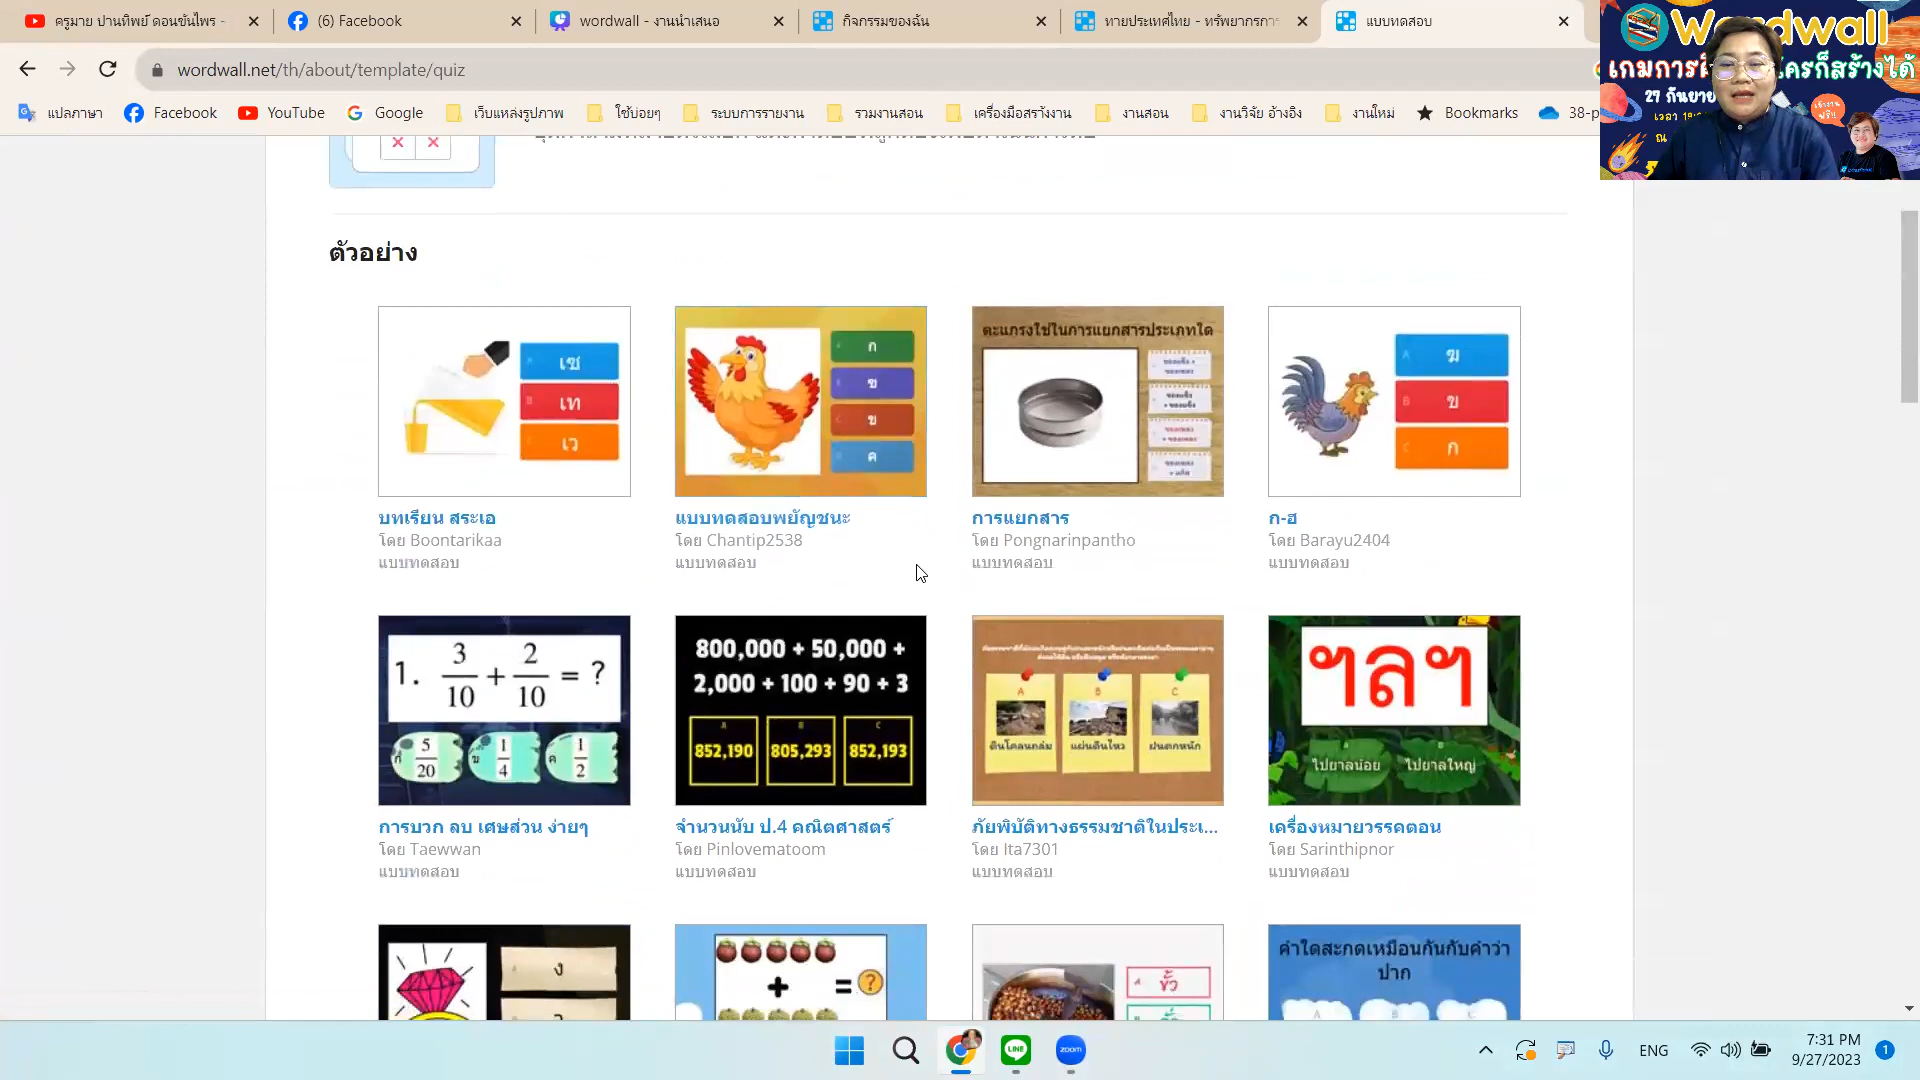 ครูมาย ปานทิพย์ ดอนขันไพร -
(6) Facebook
wordwall - งานนำเสนอ
กิจกรรมของฉัน
ทายประเทศไทย - ทรัพยากรการ
แบบทดสอบ
wordwall.net/th/about/template/quiz
แปลภาษา
Facebook
YouTube
Google
เว็บแหล่งรูปภาพ
ใช้บ่อยๆ
ระบบการรายงาน
รวมงานสอน
เครื่องมือสร้างงาน
งานสอน
งานวิจัย อ้างอิง
งานใหม่
Bookmarks
38-p
Wordwall
27 กันยาย
ตัวอย่าง
A เซ
B เท
เว
ก
ข
ฃ
ค
ตะแกรงใช้ในการแยกสารประเภทใด
A ฆ
B ข
C ก
บทเรียน สระเอ
โดย Boontarikaa
แบบทดสอบ
แบบทดสอบพยัญชนะ
โดย Chantip2538
แบบทดสอบ
การแยกสาร
โดย Pongnarinpantho
แบบทดสอบ
ก-ฮ
โดย Barayu2404
แบบทดสอบ
1. 3/10 + 2/10 = ?
ก 5/20
ข 1/4
ค 1/2
800,000 + 50,000 +
2,000 + 100 + 90 + 3
A B C
852,190 805,293 852,193
A B C
ดินโคลนถล่ม แผ่นดินไหว ฝนตกหนัก
ฯลฯ
A B
ไปยาลน้อย ไปยาลใหญ่
การบวก ลบ เศษส่วน ง่ายๆ
โดย Taewwan
แบบทดสอบ
จำนวนนับ ป.4 คณิตศาสตร์
โดย Pinlovematoom
แบบทดสอบ
ภัยพิบัติทางธรรมชาติในประเ...
โดย Ita7301
แบบทดสอบ
เครื่องหมายวรรคตอน
โดย Sarinthipnor
แบบทดสอบ
ง
+ = ?
A ขั้ว
คำใดสะกดเหมือนกันกับคำว่า
ปาก
A B C
LINE
zoom
ENG
7:31 PM
9/27/2023
1